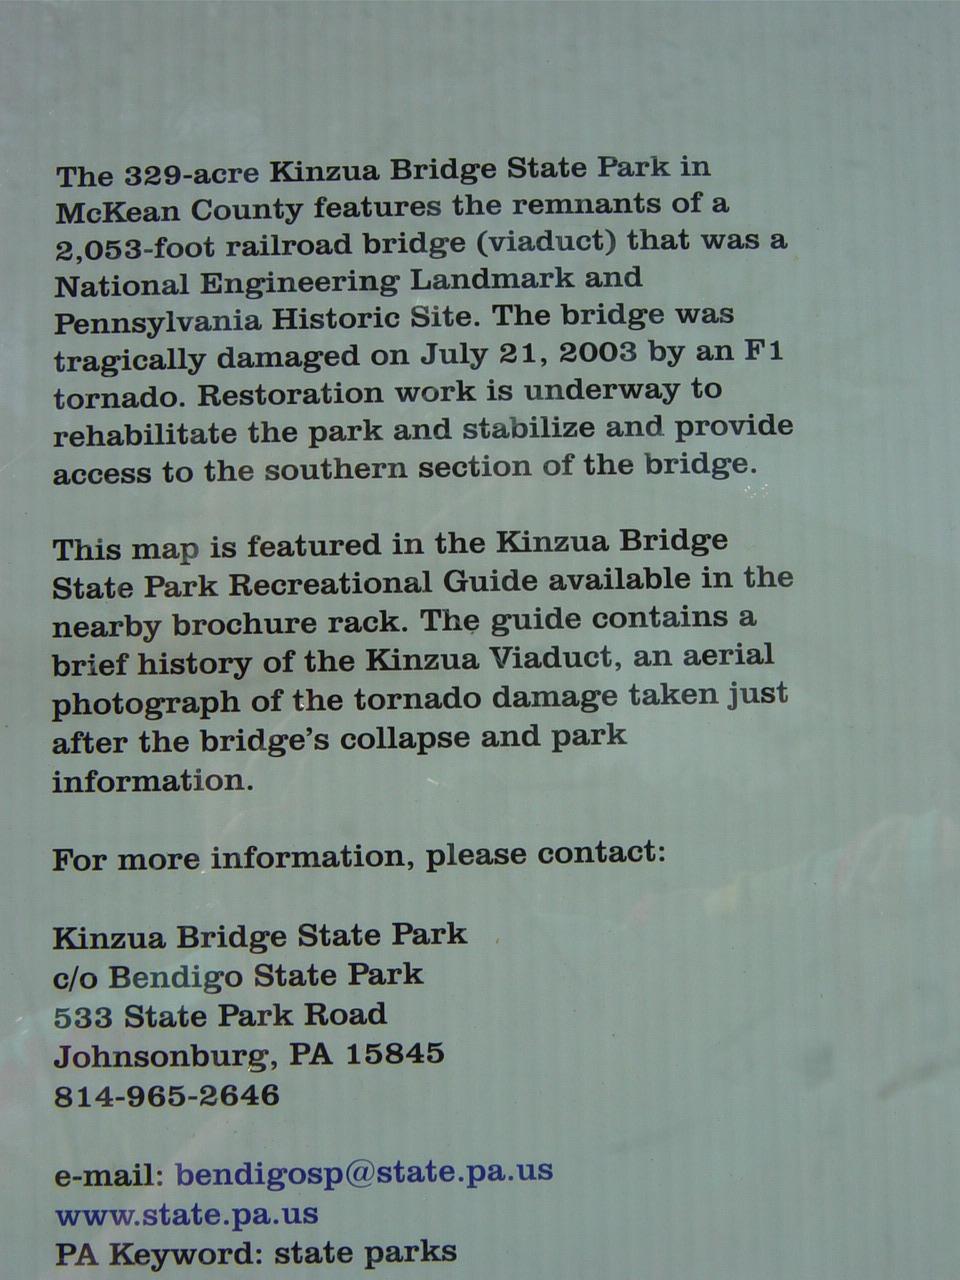 The 329-acre Kinzua Bridge State Park in
McKean County features the remnants of a
2,053-foot railroad bridge (viaduct) that was a
National Engineering Landmark and
Pennsylvania Historic Site. The bridge was
tragically damaged on July 21, 2003 by an F1
tornado. Restoration work is underway to
rehabilitate the park and stabilize and provide
access to the southern section of the bridge.
This map is featured in the Kinzua Bridge
State Park Recreational Guide available in the
nearby brochure rack. The guide contains a
brief history of the Kinzua Viaduct, an aerial
photograph of the tornado damage taken just
after the bridge's collapse and park
information.
For more information, please contact:
Kinzua Bridge State Park
c/o Bendigo State Park
533 State Park Road
Johnsonburg, PA 15845
814-965-2646
e-mail: bendigosp@state.pa.us
www.state.pa.us
PA Keyword: state parks